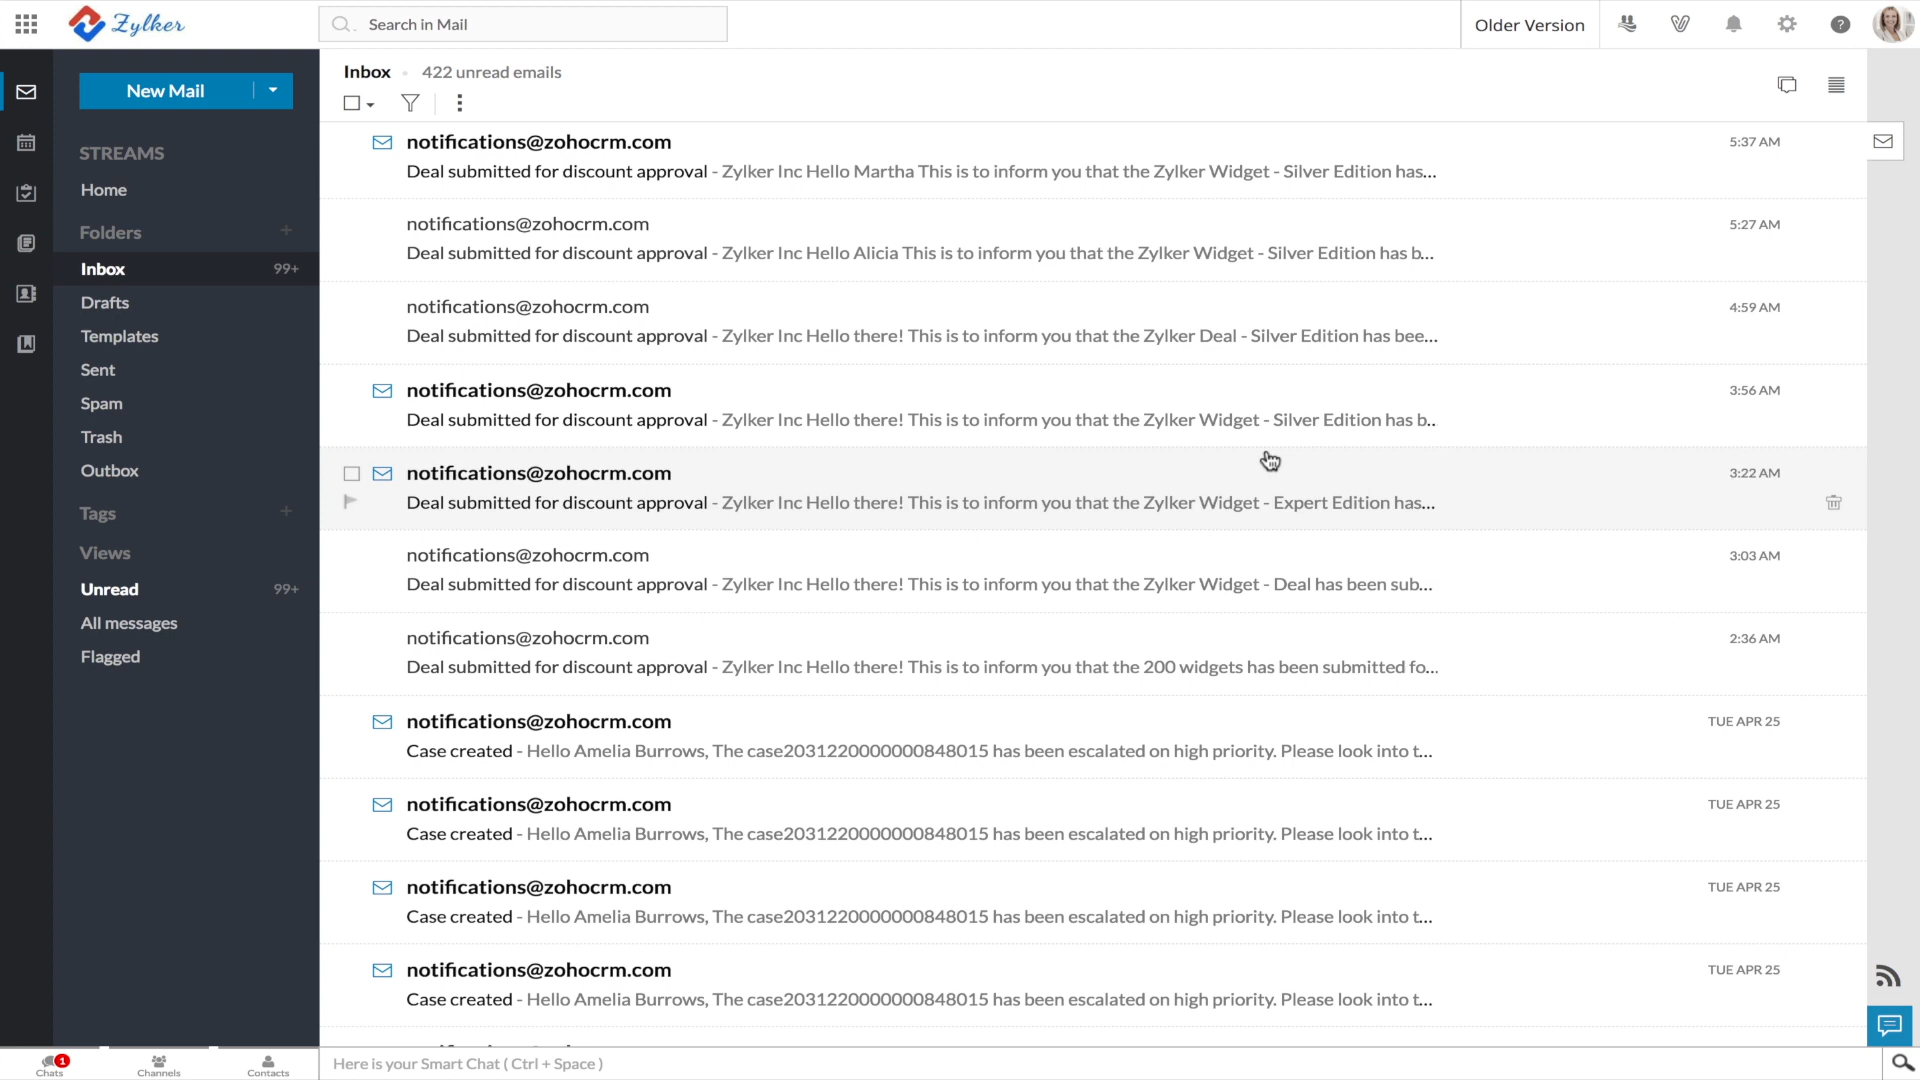 Zylker
Search in Mail
Older Version
New Mail
STREAMS
Home
Folders
Inbox 99+
Drafts
Templates
Sent
Spam
Trash
Outbox
Tags
Views
Unread 99+
All messages
Flagged
Inbox 422 unread emails
notifications@zohocrm.com 5:37 AM
Deal submitted for discount approval - Zylker Inc Hello Martha This is to inform you that the Zylker Widget - Silver Edition has...
notifications@zohocrm.com 5:27 AM
Deal submitted for discount approval - Zylker Inc Hello Alicia This is to inform you that the Zylker Widget - Silver Edition has b...
notifications@zohocrm.com 4:59 AM
Deal submitted for discount approval - Zylker Inc Hello there! This is to inform you that the Zylker Deal - Silver Edition has bee...
notifications@zohocrm.com 3:56 AM
Deal submitted for discount approval - Zylker Inc Hello there! This is to inform you that the Zylker Widget - Silver Edition has b..
notifications@zohocrm.com 3:22 AM
Deal submitted for discount approval - Zylker Inc Hello there! This is to inform you that the Zylker Widget - Expert Edition has...
notifications@zohocrm.com 3:03 AM
Deal submitted for discount approval - Zylker Inc Hello there! This is to inform you that the Zylker Widget - Deal has been sub...
notifications@zohocrm.com 2:36 AM
Deal submitted for discount approval - Zylker Inc Hello there! This is to inform you that the 200 widgets has been submitted fo...
notifications@zohocrm.com TUE APR 25
Case created - Hello Amelia Burrows, The case2031220000000848015 has been escalated on high priority. Please look into t...
notifications@zohocrm.com TUE APR 25
Case created - Hello Amelia Burrows, The case2031220000000848015 has been escalated on high priority. Please look into t...
notifications@zohocrm.com TUE APR 25
Case created - Hello Amelia Burrows, The case2031220000000848015 has been escalated on high priority. Please look into t...
notifications@zohocrm.com TUE APR 25
Case created - Hello Amelia Burrows, The case2031220000000848015 has been escalated on high priority. Please look into t...
1
Chats Channels Contacts
Here is your Smart Chat ( Ctrl + Space )